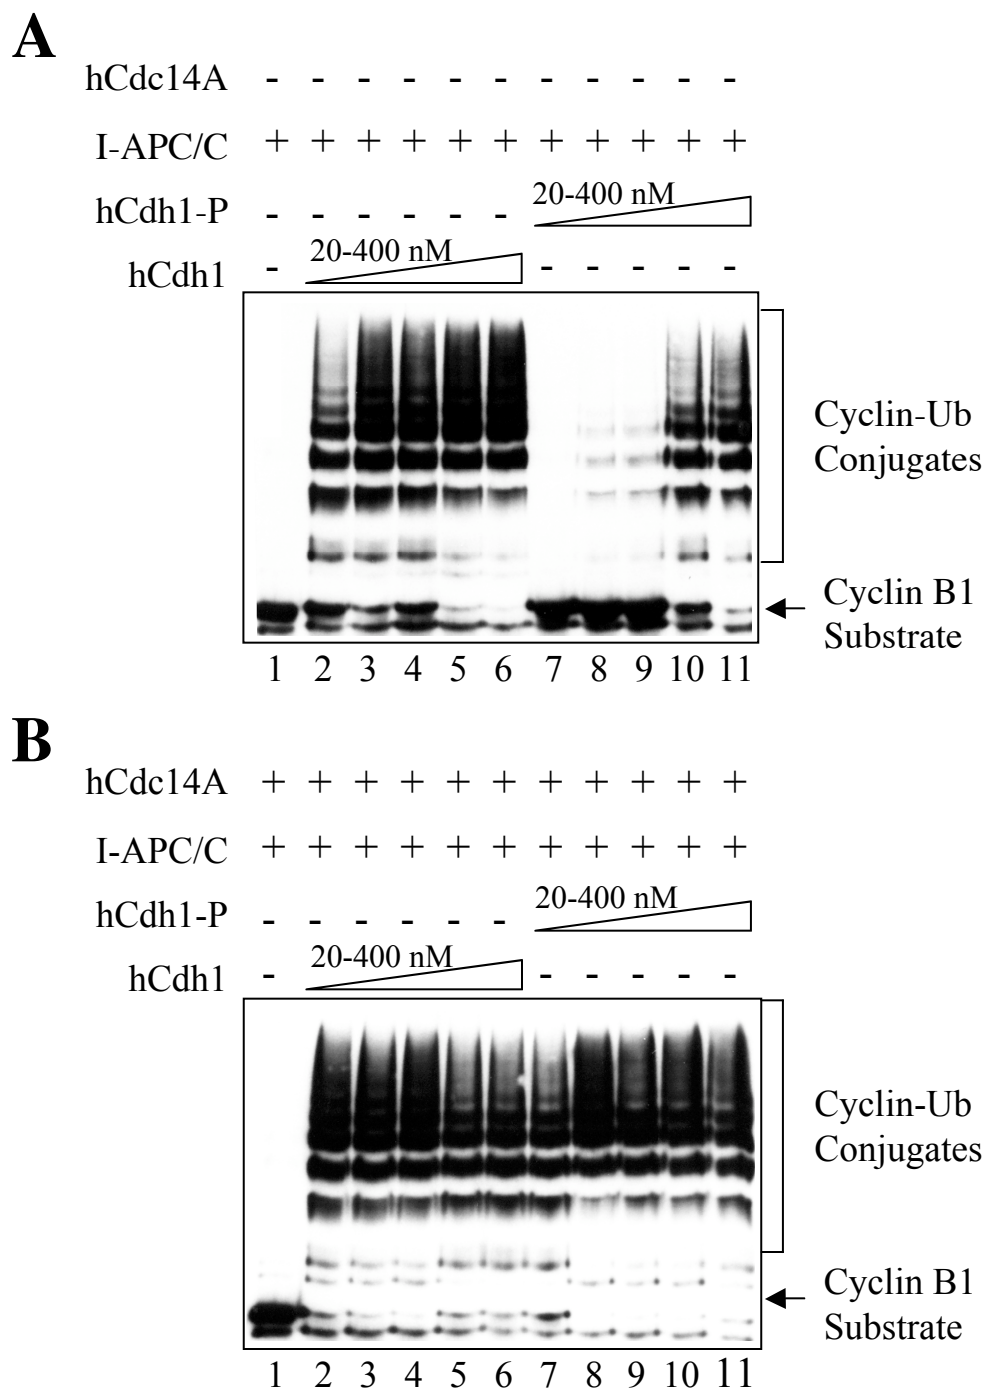 A
hCdc14A - - - - - - - - - - -
I-APC/C + + + + + + + + + + +
20-400 nM
hCdh1-P - - - - - -
20-400 nM
hCdh1 - - - - - -
Cyclin-Ub
Conjugates
Cyclin B1
Substrate
1 2 3 4 5 6 7 8 9 10 11
B
hCdc14A + + + + + + + + + + +
I-APC/C + + + + + + + + + + +
20-400 nM
hCdh1-P - - - - - -
20-400 nM
hCdh1 - - - - - -
Cyclin-Ub
Conjugates
Cyclin B1
Substrate
1 2 3 4 5 6 7 8 9 10 11